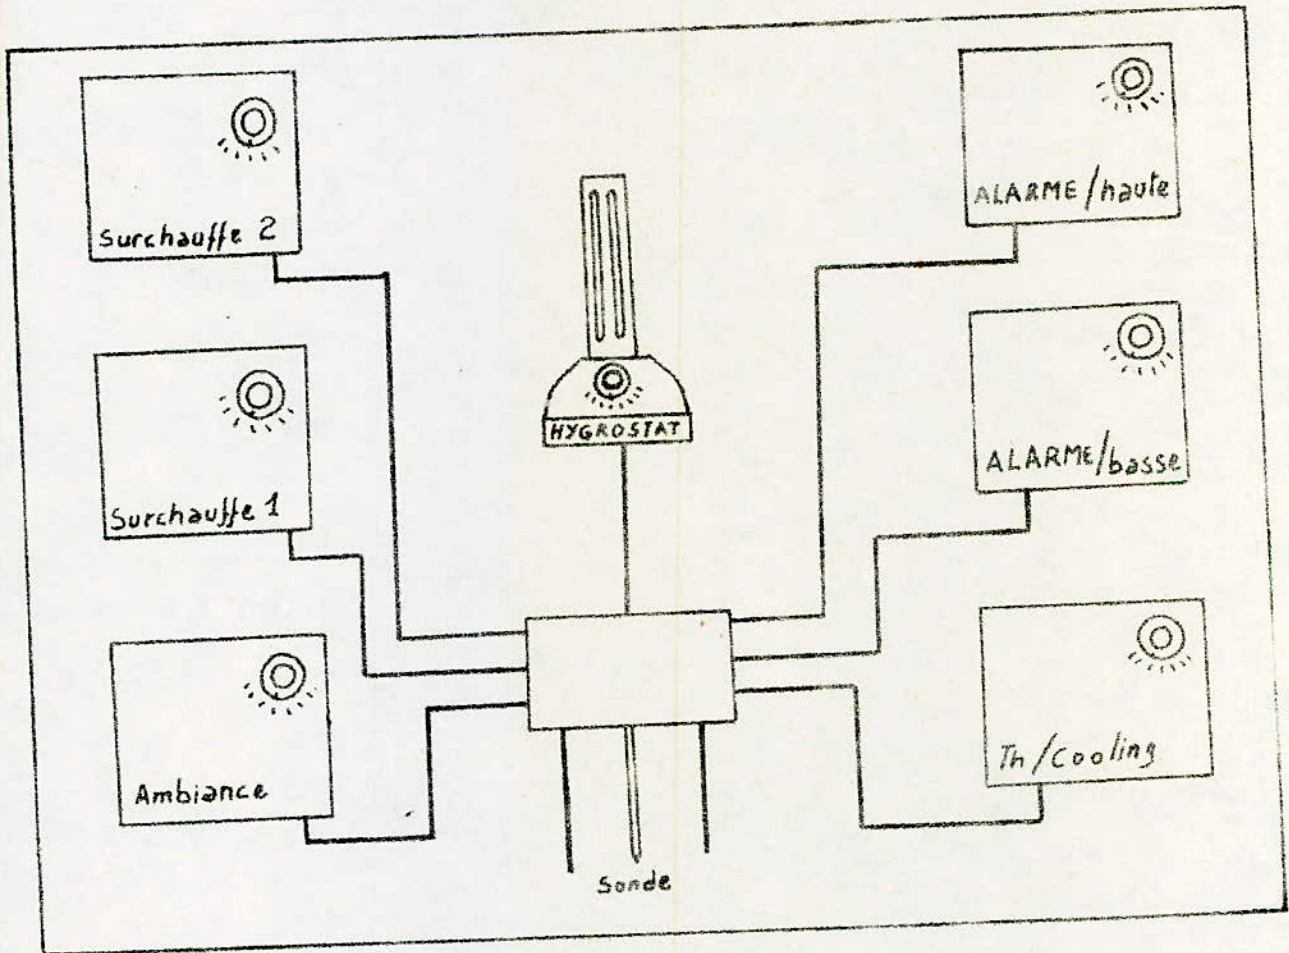 Surchauffe 2
ALARME/haute
HYGROSTAT
Surchauffe 1
ALARME/basse
Ambiance
Th/Cooling
Sonde